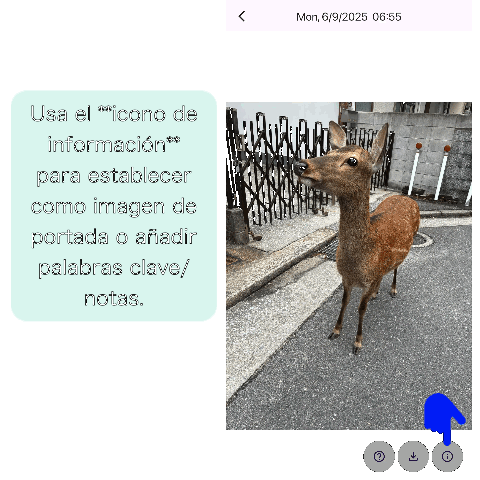 Mon, 6/9/2025 06:55
Usa el **icono de
información**
para establecer
como imagen de
portada o añadir
palabras clave/
notas.